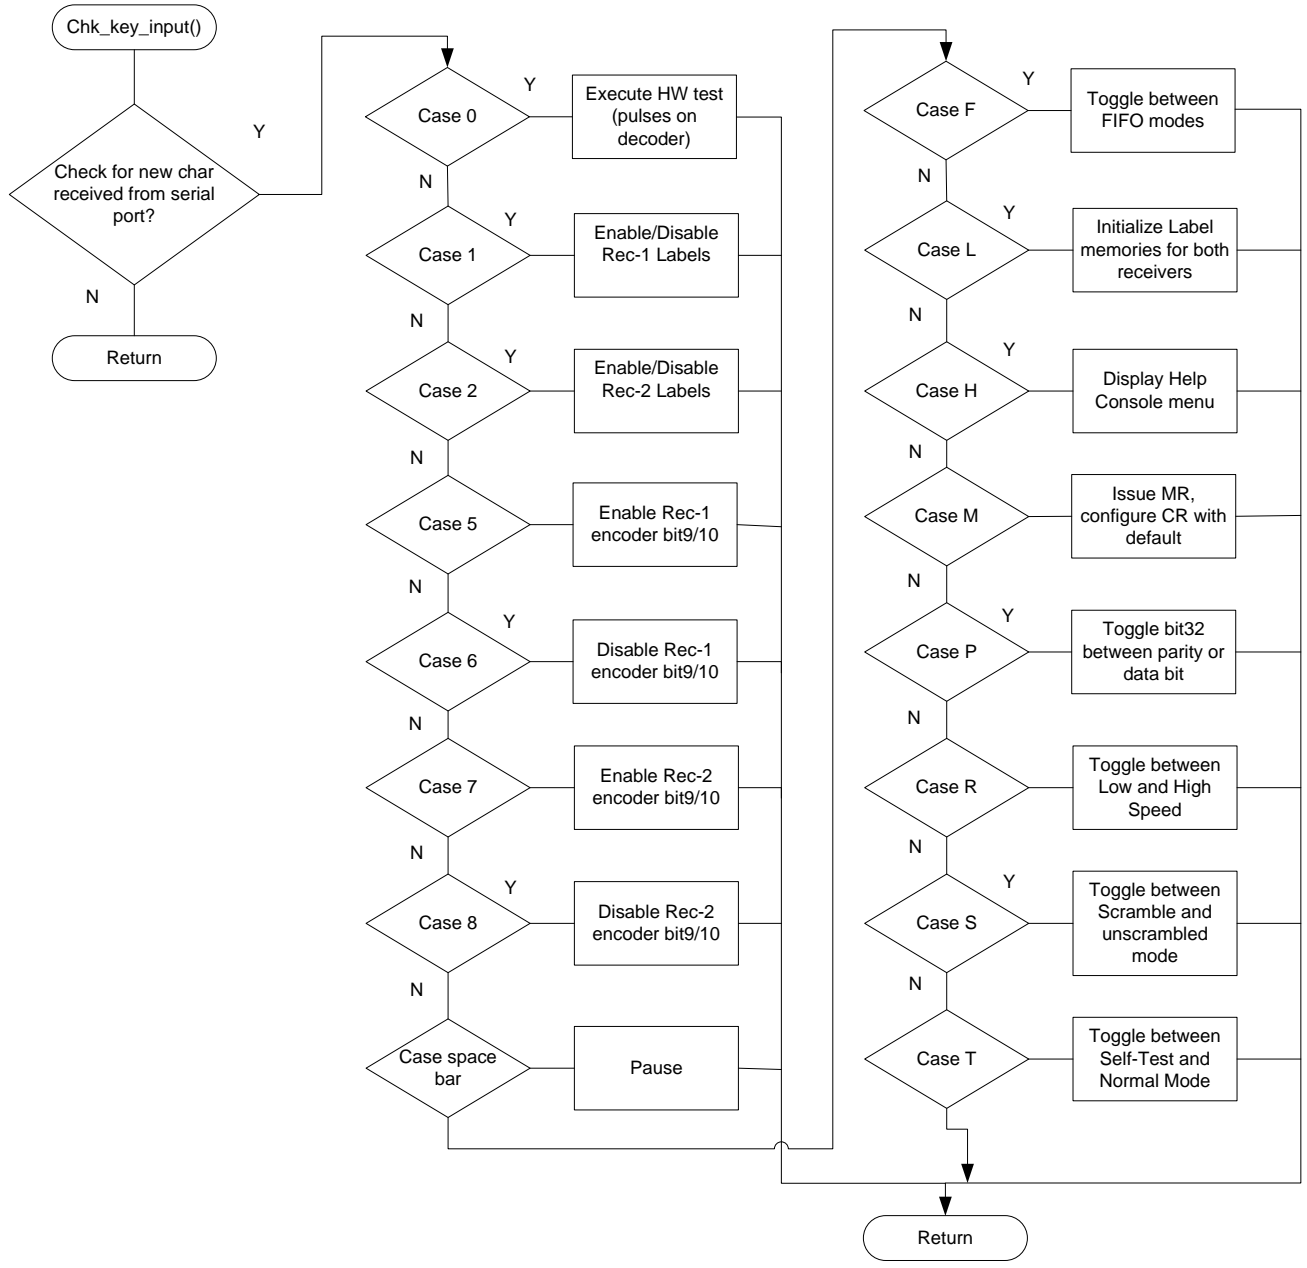 Chk_key_input()
Y
Check for new char
received from serial
port?
N
Return
Case 0
Y
Execute HW test
(pulses on
decoder)
N
Case 1
Y
Enable/Disable
Rec-1 Labels
N
Case 2
Y
Enable/Disable
Rec-2 Labels
N
Case 5
Enable Rec-1
encoder bit9/10
N
Case 6
Y
Disable Rec-1
encoder bit9/10
N
Case 7
Enable Rec-2
encoder bit9/10
N
Case 8
Y
Disable Rec-2
encoder bit9/10
N
Case space
bar
Pause
Case F
Y
Toggle between
FIFO modes
N
Case L
Y
Initialize Label
memories for both
receivers
N
Case H
Y
Display Help
Console menu
N
Case M
Issue MR,
configure CR with
default
N
Case P
Y
Toggle bit32
between parity or
data bit
N
Case R
Toggle between
Low and High
Speed
N
Case S
Y
Toggle between
Scramble and
unscrambled
mode
N
Case T
Toggle between
Self-Test and
Normal Mode
Return